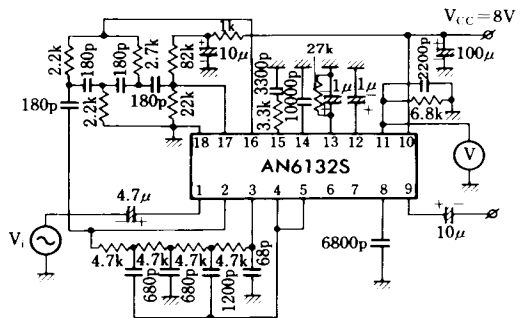 1k
V_CC=8V
2.2k
180p
180p
2.7k
82k
10μ
27k
3300p
10000p
1μ
1μ
2200p
100μ
180p
2.2k
180p
22k
3.3k
6.8k
V
18 17 16 15 14 13 12 11 10
AN6132S
1 2 3 4 5 6 7 8 9
4.7μ
V_i
10μ
6800p
4.7k 4.7k 4.7k 4.7k
68p
680p
680p
1200p